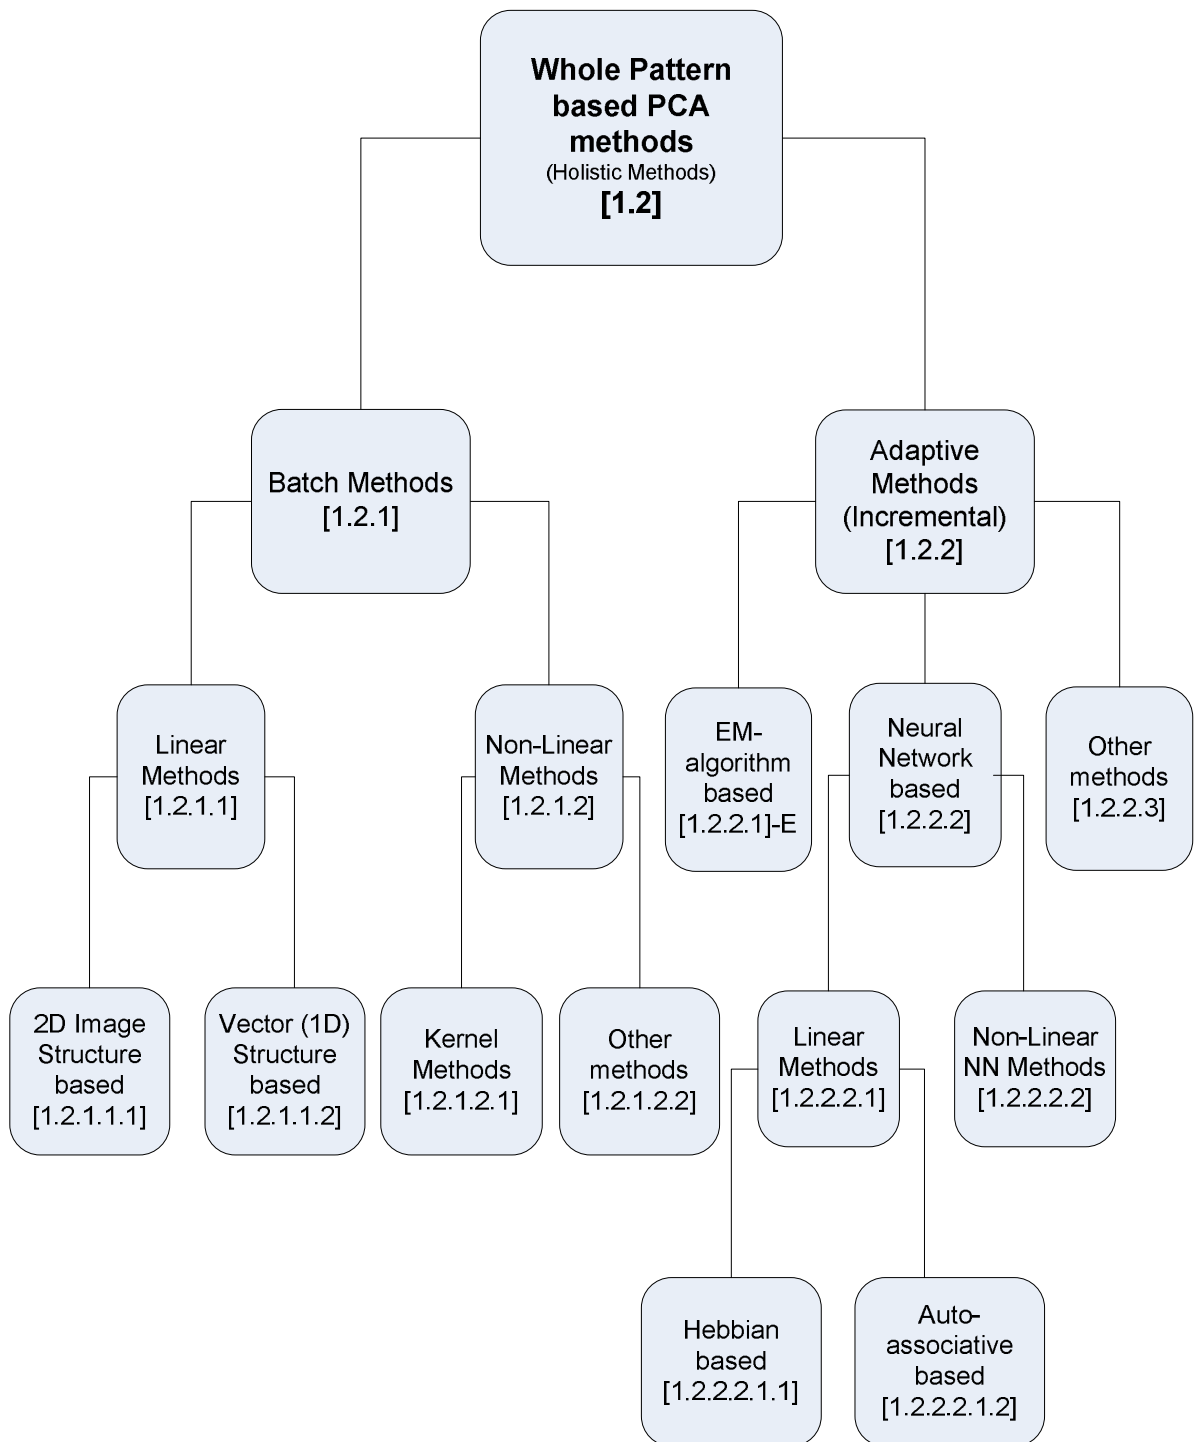 Whole Pattern
based PCA
methods
(Holistic Methods)
[1.2]
Batch Methods
[1.2.1]
Adaptive
Methods
(Incremental)
[1.2.2]
Linear
Methods
[1.2.1.1]
Non-Linear
Methods
[1.2.1.2]
EM-
algorithm
based
[1.2.2.1]-E
Neural
Network
based
[1.2.2.2]
Other
methods
[1.2.2.3]
2D Image
Structure
based
[1.2.1.1.1]
Vector (1D)
Structure
based
[1.2.1.1.2]
Kernel
Methods
[1.2.1.2.1]
Other
methods
[1.2.1.2.2]
Linear
Methods
[1.2.2.2.1]
Non-Linear
NN Methods
[1.2.2.2.2]
Hebbian
based
[1.2.2.2.1.1]
Auto-
associative
based
[1.2.2.2.1.2]